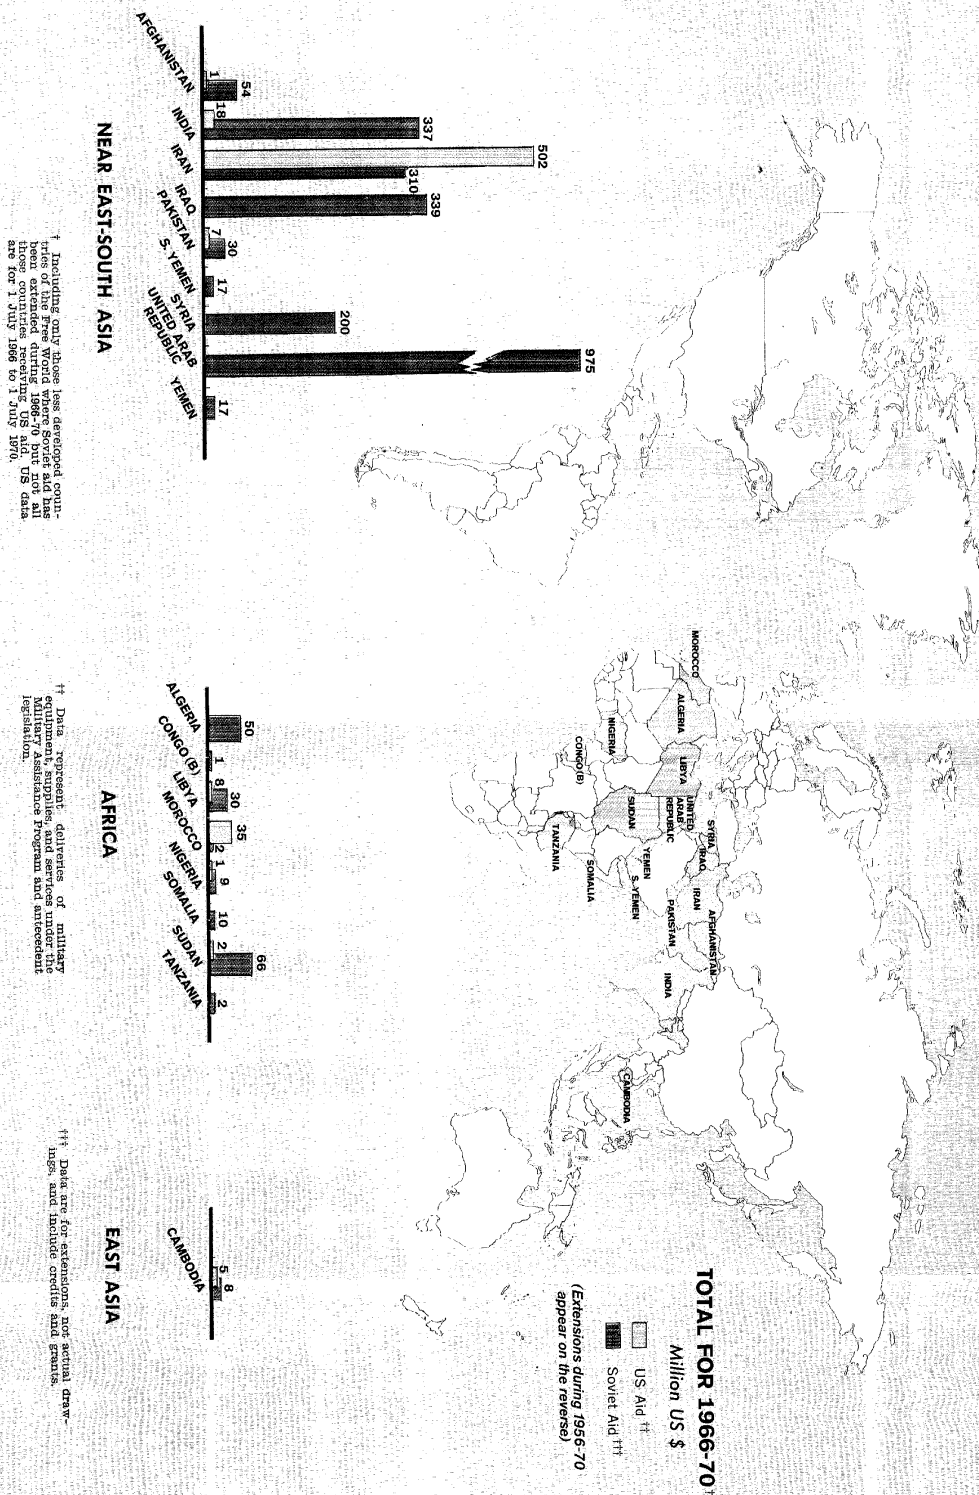 TOTAL FOR 1966-70†
Million US $
US Aid ††
Soviet Aid †††
(Extensions during 1956-70
appear on the reverse)
MOROCCO
ALGERIA
LIBYA
UNITED
ARAB
REPUBLIC
SYRIA
IRAQ
IRAN
AFGHANISTAN
PAKISTAN
INDIA
NIGERIA
CONGO (B)
SUDAN
YEMEN
S. YEMEN
SOMALIA
TANZANIA
CAMBODIA
1
54
18
337
502
310
339
7
30
17
200
975
17
AFGHANISTAN
INDIA
IRAN
IRAQ
PAKISTAN
S. YEMEN
SYRIA
UNITED ARAB
REPUBLIC
YEMEN
NEAR EAST-SOUTH ASIA
50
1
8
30
35
2
1
9
10
2
66
2
ALGERIA
CONGO (B)
LIBYA
MOROCCO
NIGERIA
SOMALIA
SUDAN
TANZANIA
AFRICA
5
8
CAMBODIA
EAST ASIA
† Including only those less developed coun-
tries of the Free World where Soviet aid has
been extended during 1966-70 but not all
those countries receiving US aid. US data
are for 1 July 1966 to 1 July 1970.
†† Data represent deliveries of military
equipment, supplies, and services under the
Military Assistance Program and antecedent
legislation.
††† Data are for extensions, not actual draw-
ings, and include credits and grants.